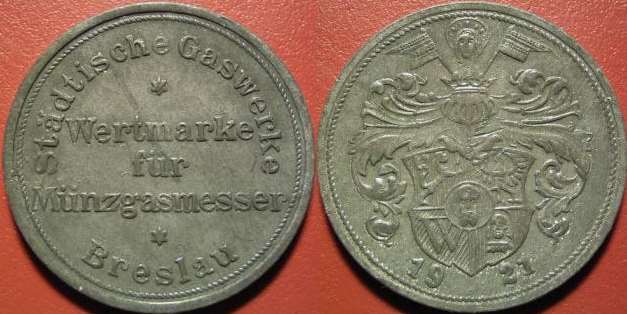 Städtische Gaswerke
Wertmarke
für
Münzgasmesser
Breslau
W
1921